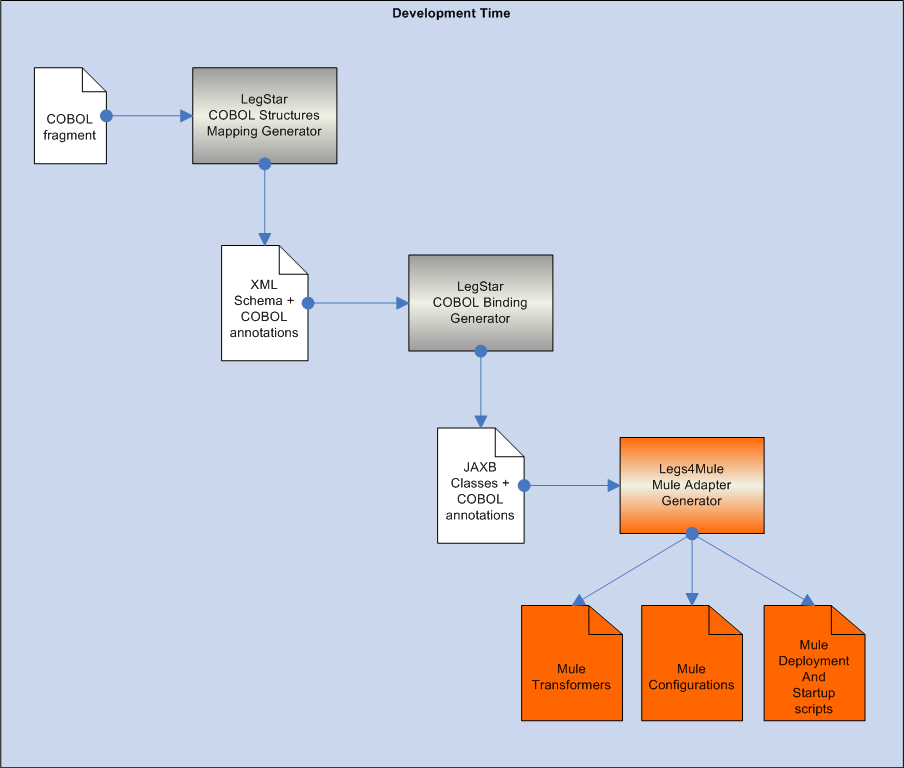 Development Time
COBOL
fragment
LegStar
COBOL Structures
Mapping Generator
XML
Schema +
COBOL
annotations
LegStar
COBOL Binding
Generator
JAXB
Classes +
COBOL
annotations
Legs4Mule
Mule Adapter
Generator
Mule
Transformers
Mule
Configurations
Mule
Deployment
And
Startup
scripts